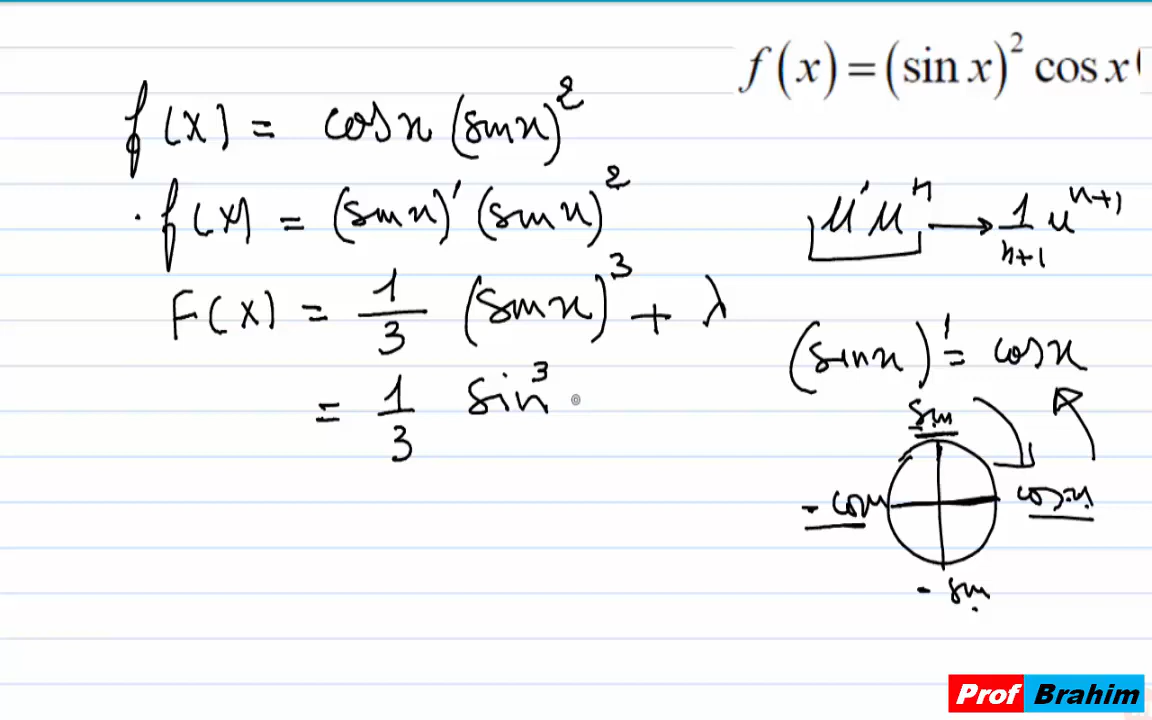 f(x) = (sin x)² cos x
f(x) = cosx (sinx)²
f(x) = (sinx)' (sinx)²
u'uⁿ → 1/(n+1) uⁿ⁺¹
F(x) = 1/3 (sinx)³ + λ
(sinx)' = cosx
= 1/3 sin³
sin
- cosx
cosx
- sin
Prof Brahim